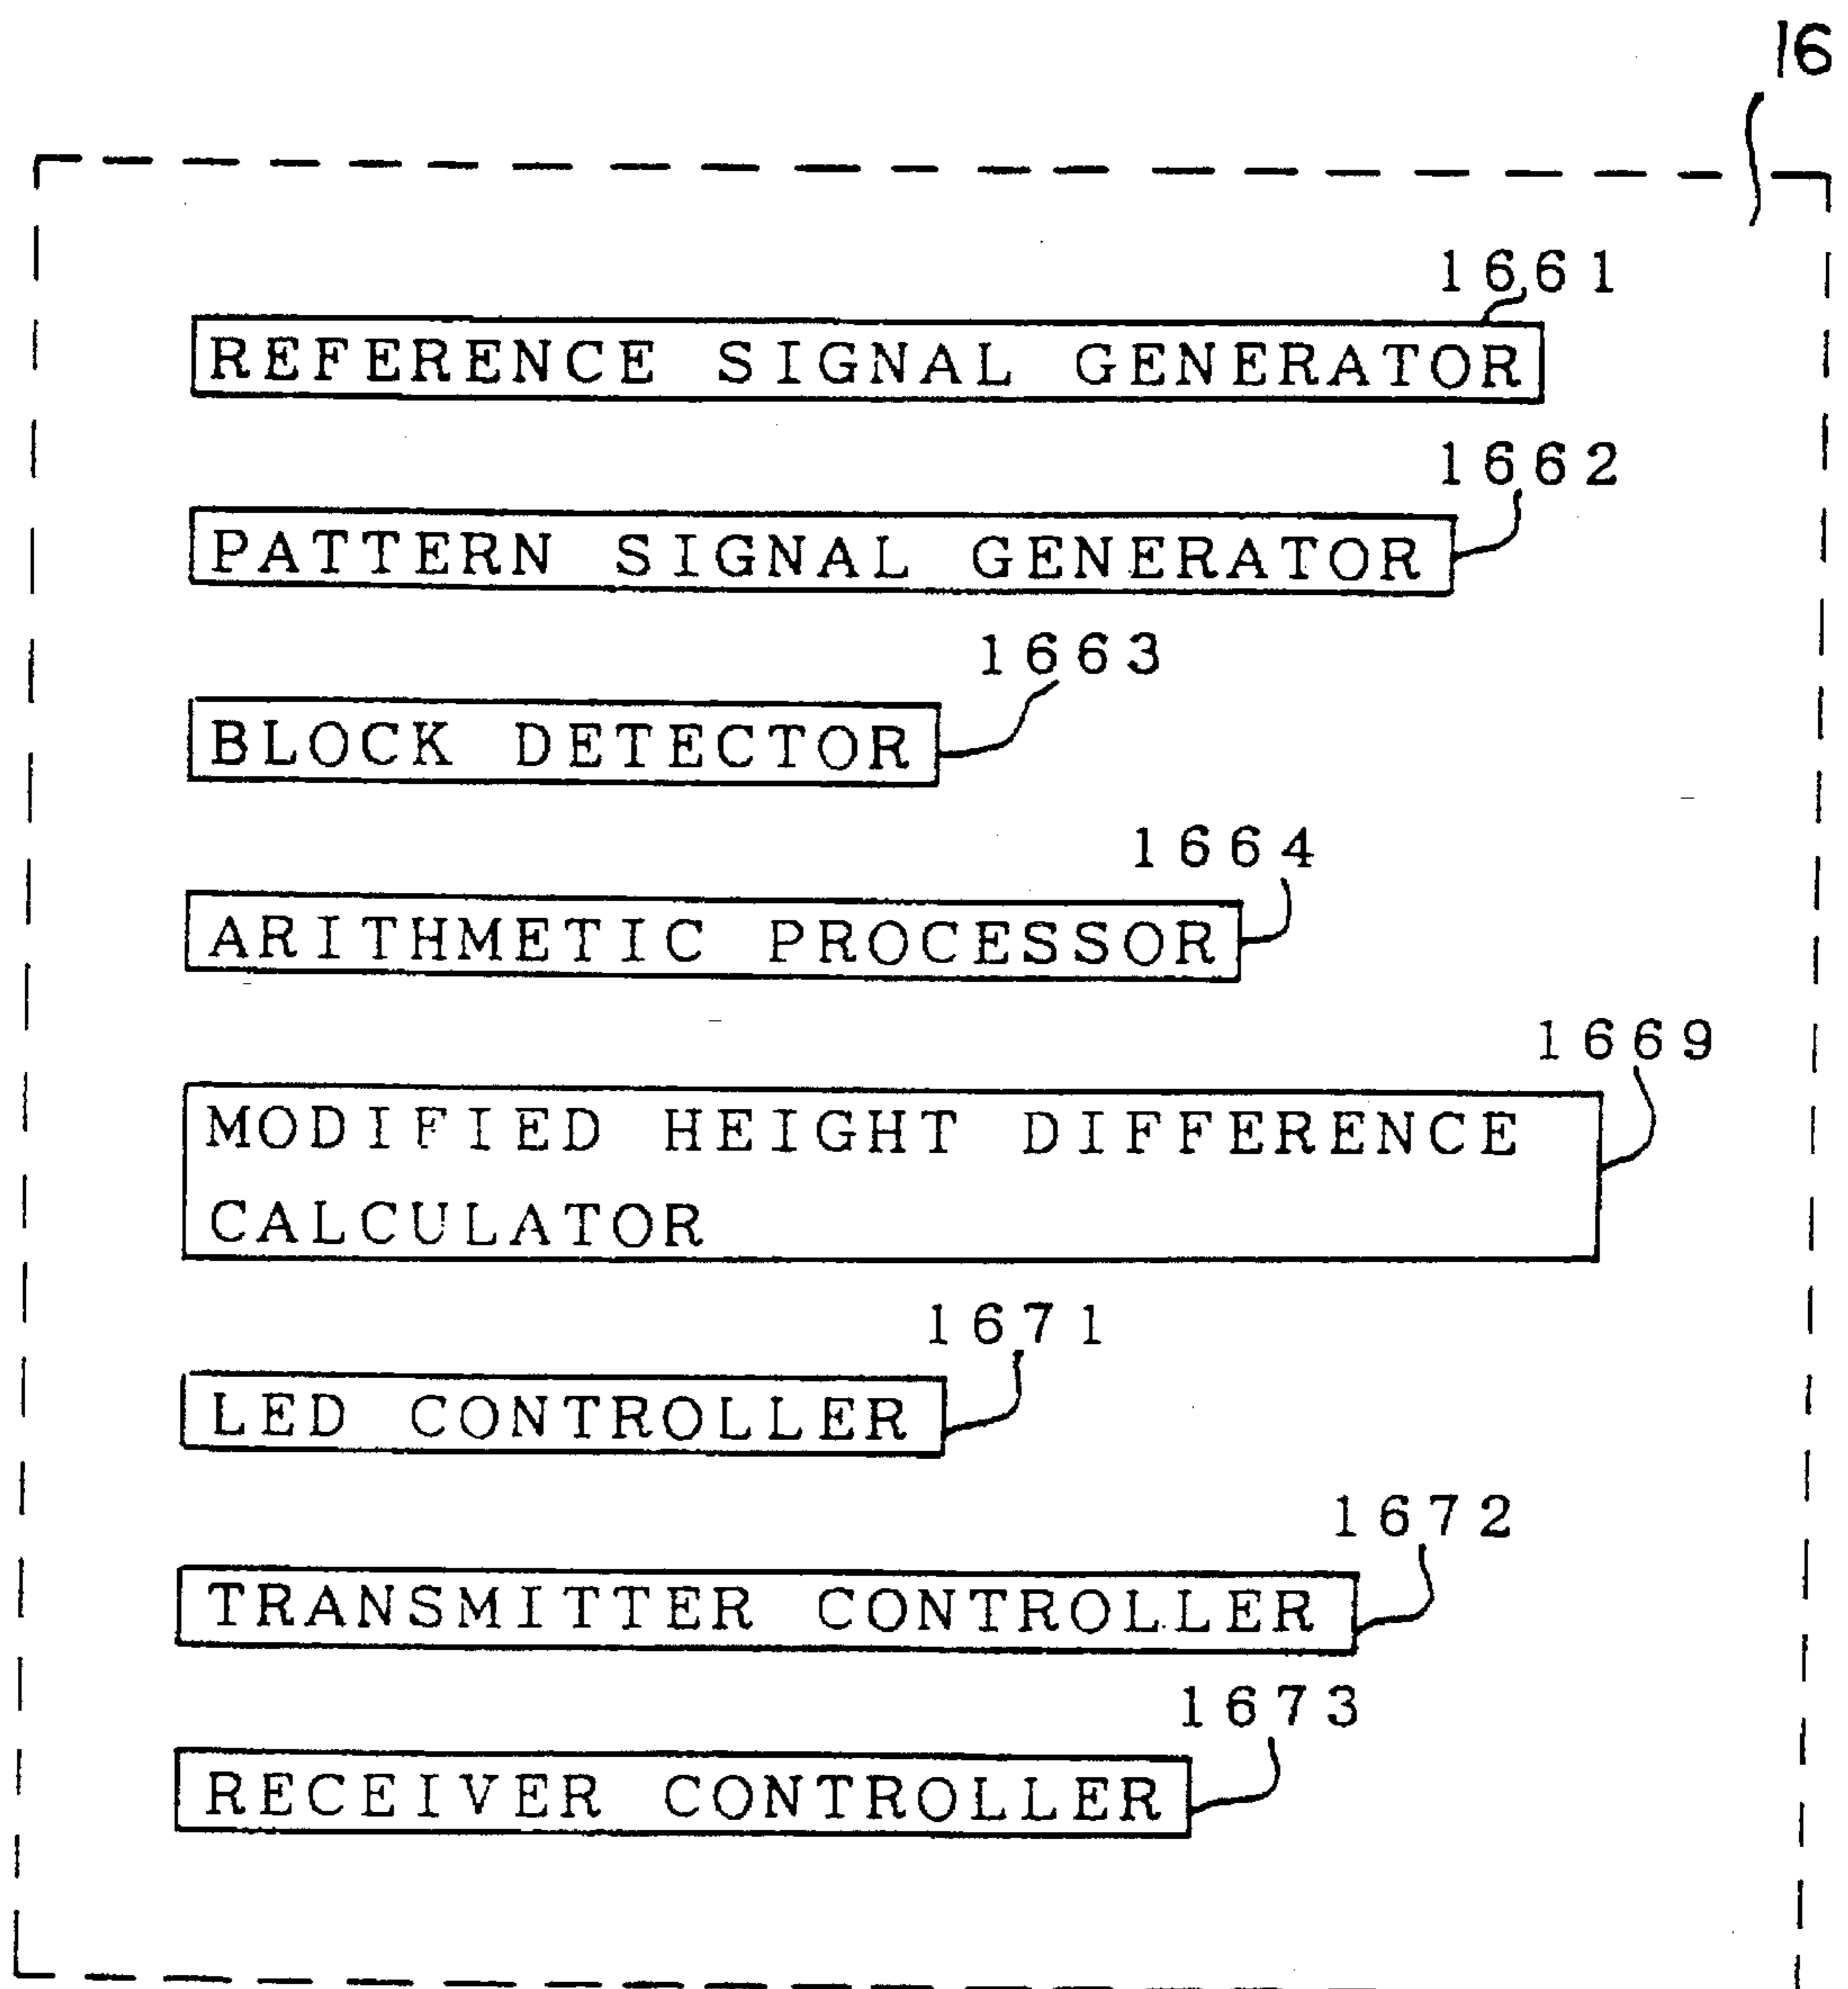 16
1661
REFERENCE SIGNAL GENERATOR
1662
PATTERN SIGNAL GENERATOR
1663
BLOCK DETECTOR
1664
ARITHMETIC PROCESSOR
1669
MODIFIED HEIGHT DIFFERENCE
CALCULATOR
1671
LED CONTROLLER
1672
TRANSMITTER CONTROLLER
1673
RECEIVER CONTROLLER